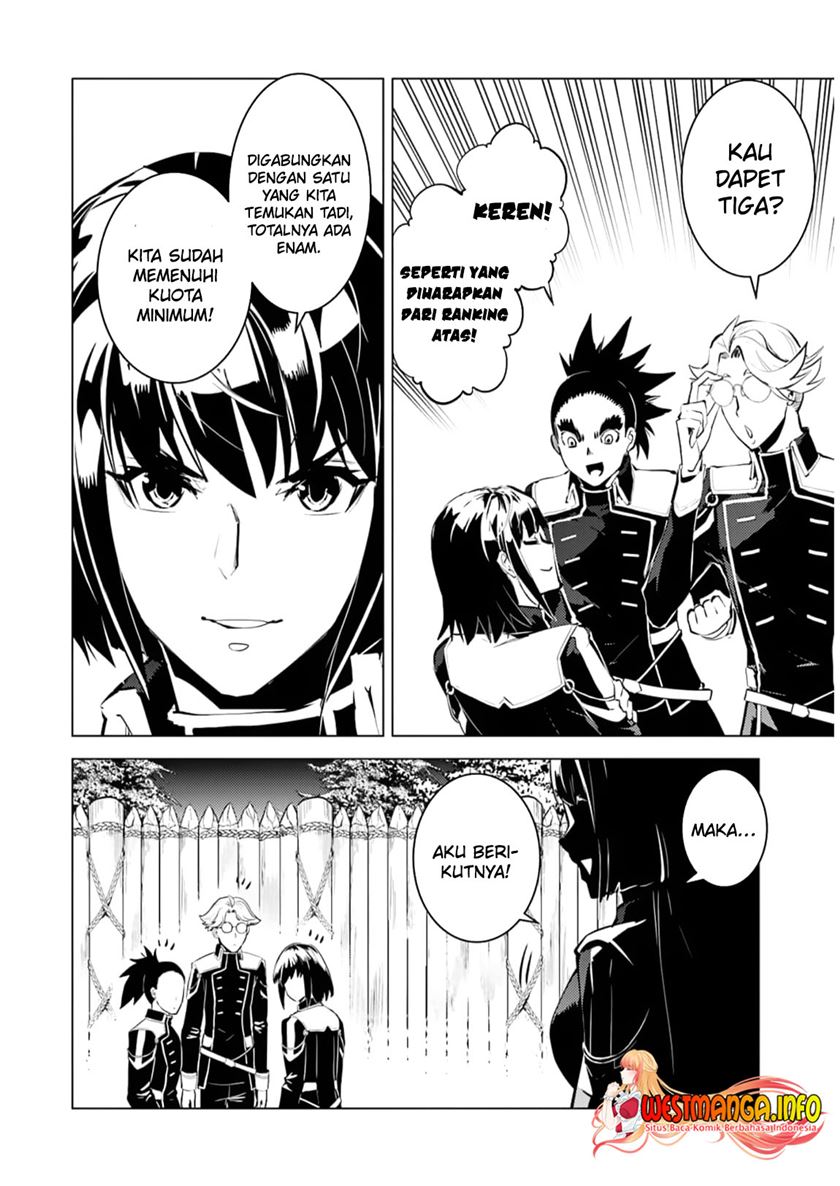 KAU
DAPET
TIGA?
KEREN!
SEPERTI YANG
DIHARAPKAN
DARI RANKING
ATAS!
DIGABUNGKAN
DENGAN SATU
YANG KITA
TEMUKAN TADI,
TOTALNYA ADA
ENAM.
KITA SUDAH
MEMENUHI
KUOTA
MINIMUM!
MAKA...
AKU BERI-
KUTNYA!
WESTMANGA.INFO
Situs Baca Komik Berbahasa Indonesia